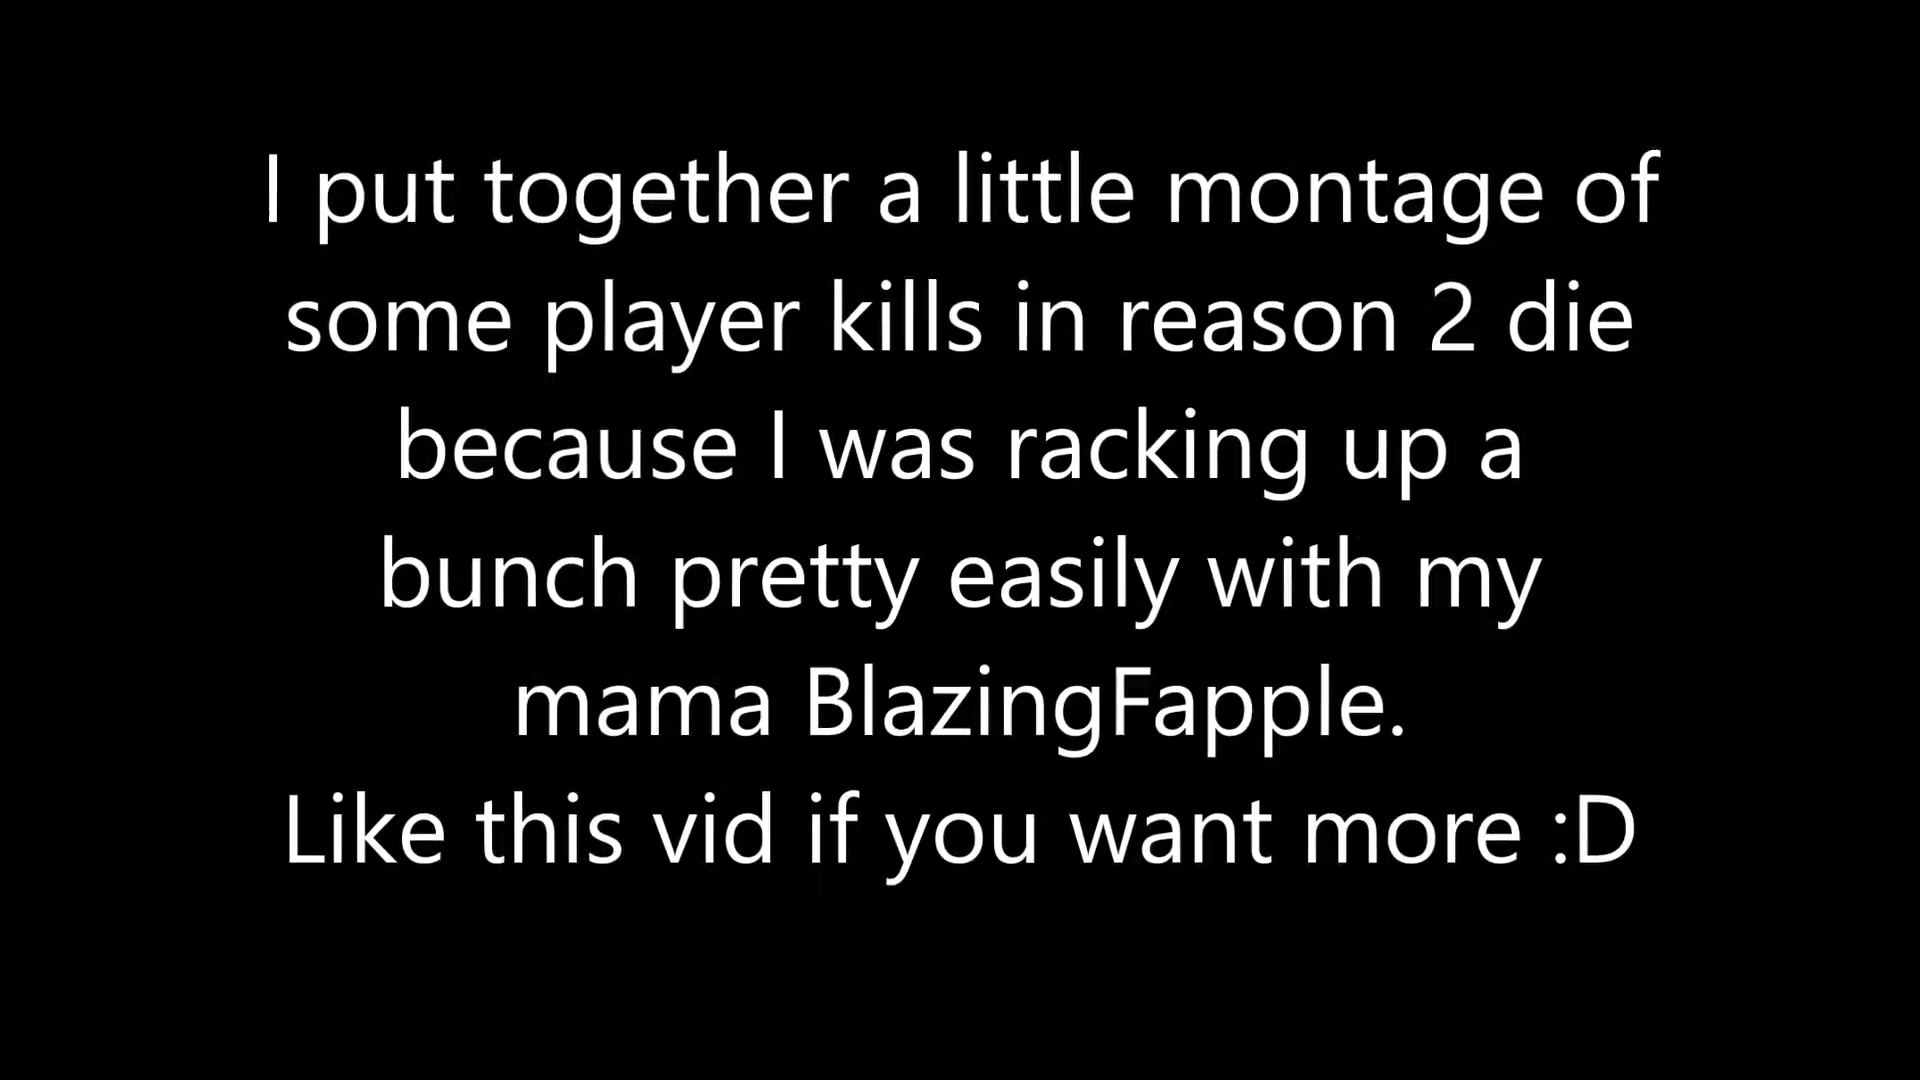 I put together a little montage of
some player kills in reason 2 die
because I was racking up a
bunch pretty easily with my
mama BlazingFapple.
Like this vid if you want more :D